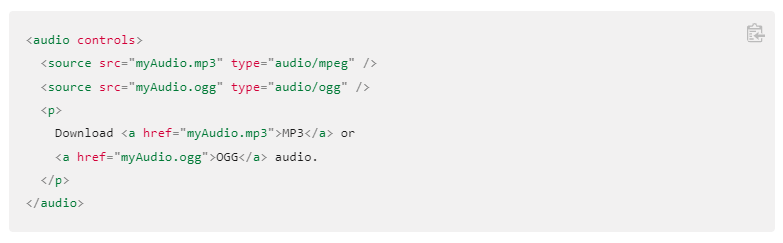 <audio controls>
  <source src="myAudio.mp3" type="audio/mpeg" />
  <source src="myAudio.ogg" type="audio/ogg" />
  <p>
    Download <a href="myAudio.mp3">MP3</a> or
    <a href="myAudio.ogg">OGG</a> audio.
  </p>
</audio>